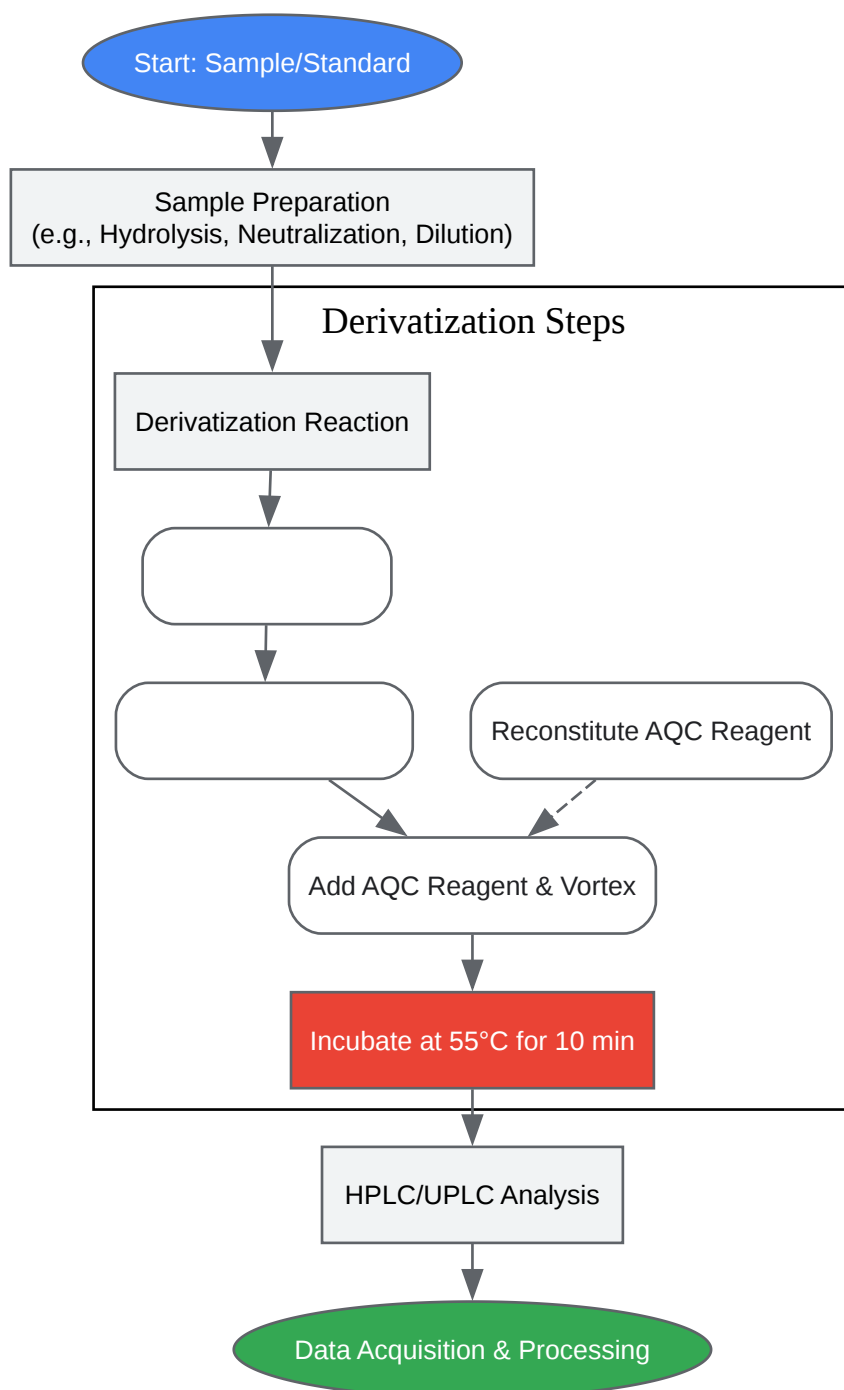 Start: Sample/Standard
Sample Preparation
(e.g., Hydrolysis, Neutralization, Dilution)
Derivatization Steps
Derivatization Reaction
Reconstitute AQC Reagent
Add AQC Reagent & Vortex
Incubate at 55°C for 10 min
HPLC/UPLC Analysis
Data Acquisition & Processing